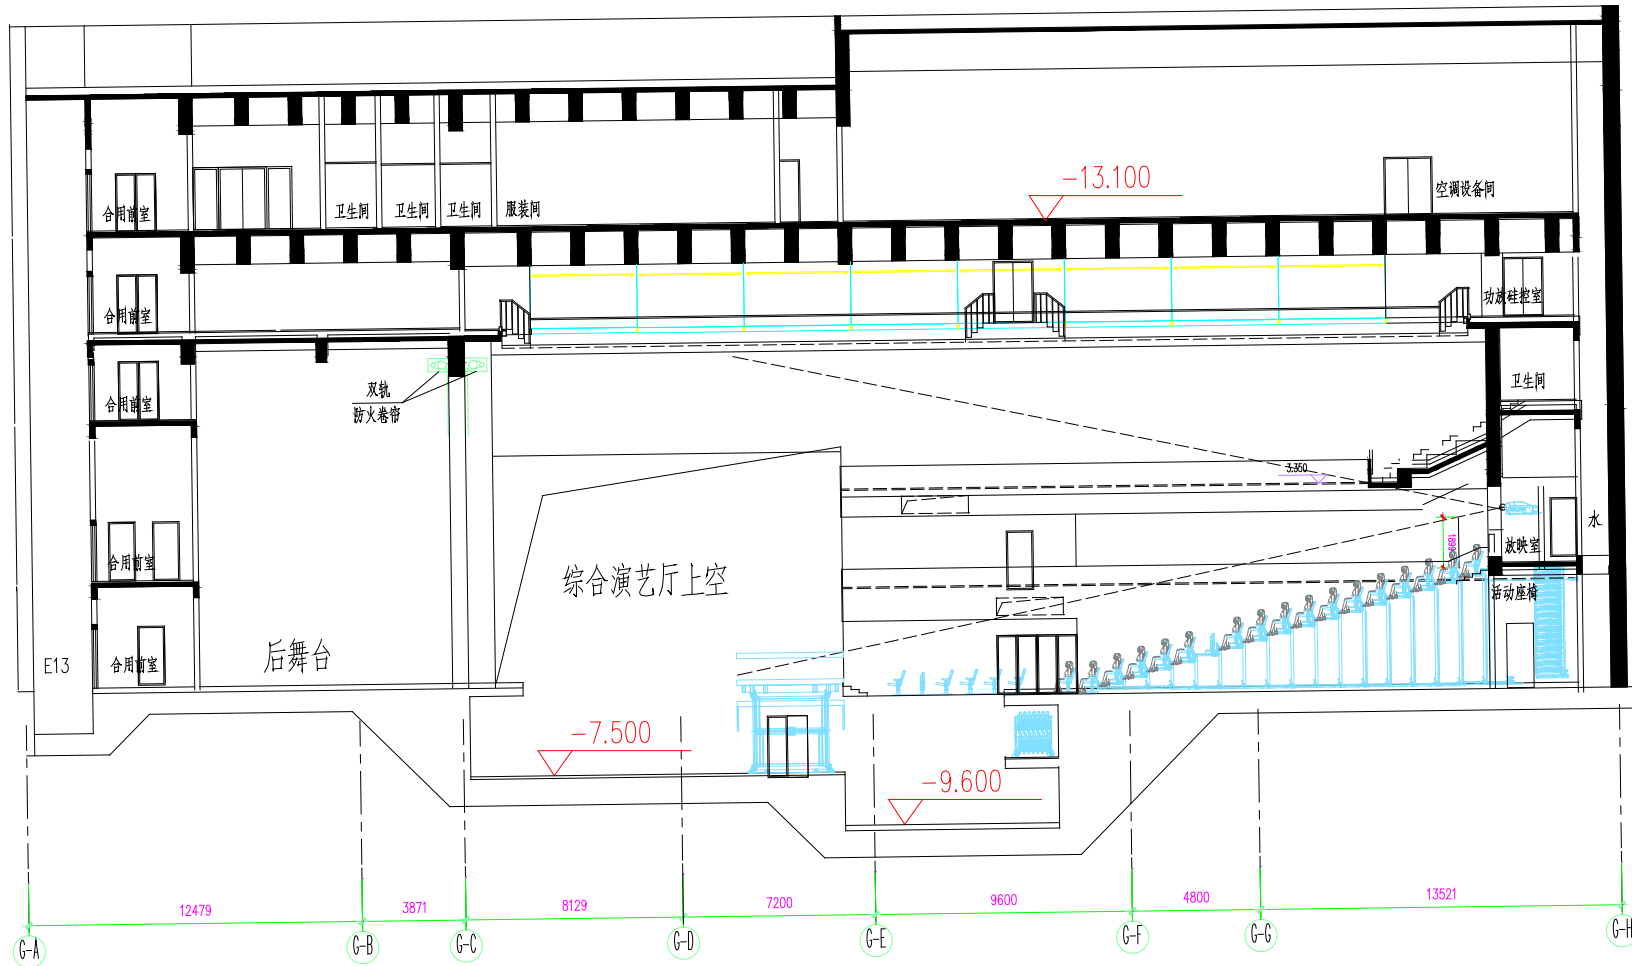 -13.100
空调设备间
合用前室
卫生间
卫生间
卫生间
服装间
合用前室
功放硅控室
双轨
防火卷帘
合用前室
卫生间
3.350
水
放映室
合用前室
综合演艺厅上空
活动座椅
E13
合用前室
后舞台
-7.500
-9.600
12479
3871
8129
7200
9600
4800
13521
G-A
G-B
G-C
G-D
G-E
G-F
G-G
G-H